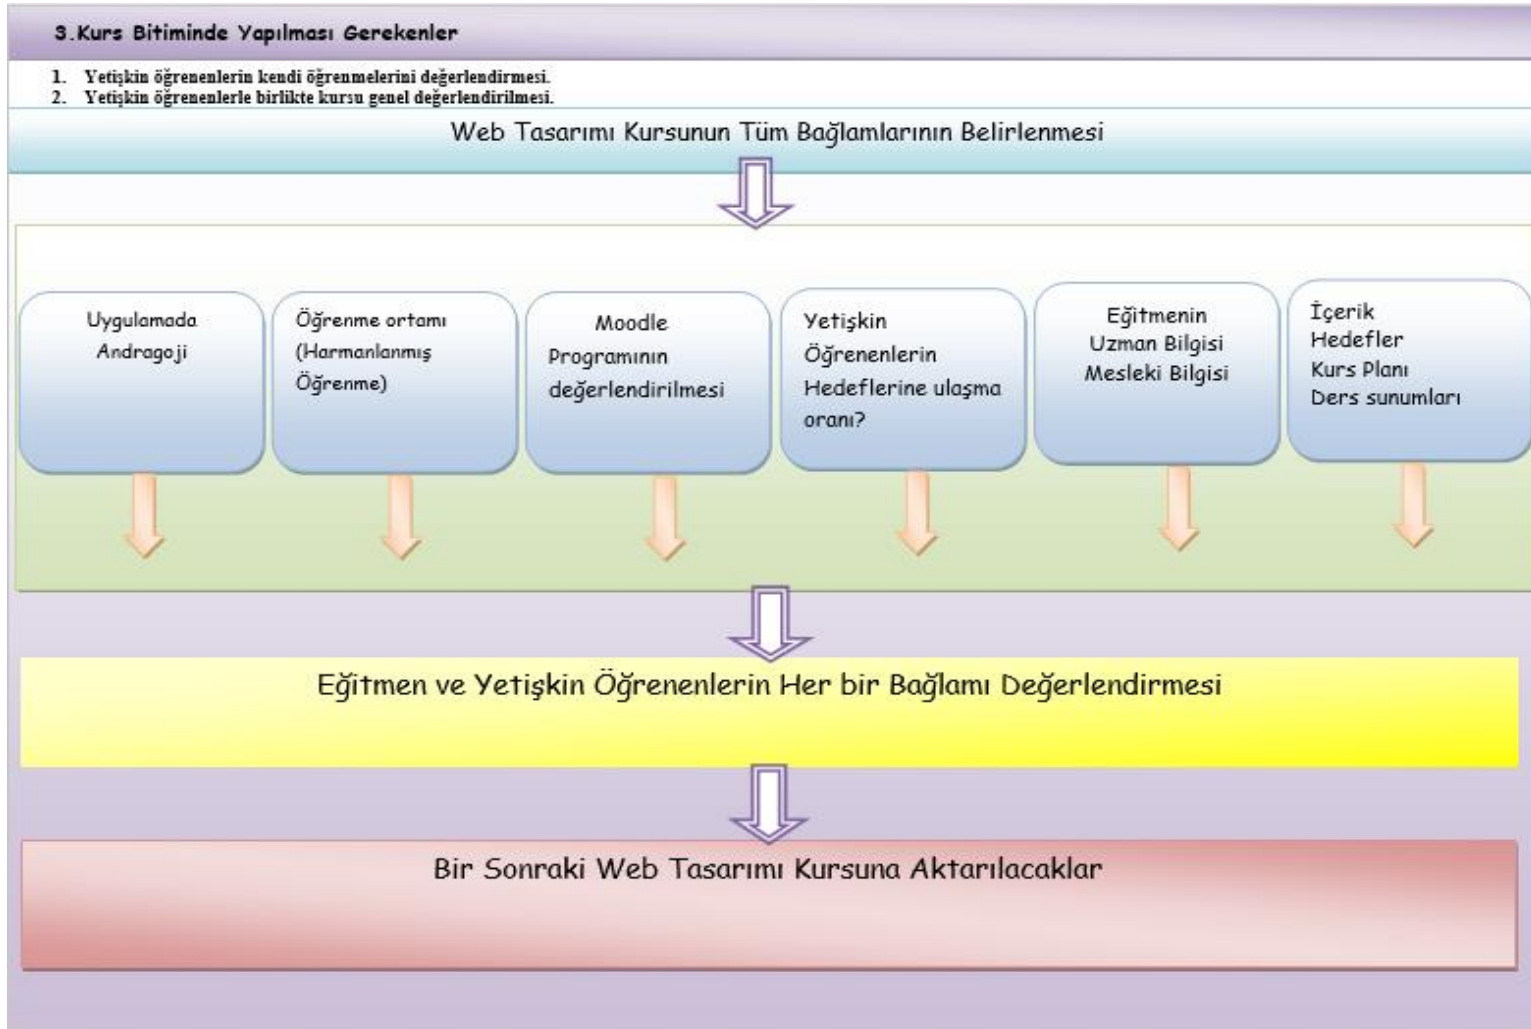 3.Kurs Bitiminde Yapılması Gerekenler
1. Yetişkin öğrenenlerin kendi öğrenmelerini değerlendirmesi.
2. Yetişkin öğrenenlerle birlikte kursu genel değerlendirilmesi.
Web Tasarımı Kursunun Tüm Bağlamlarının Belirlenmesi
Uygulamada
Andragoji
Öğrenme ortamı
(Harmanlanmış
Öğrenme)
Moodle
Programının
değerlendirilmesi
Yetişkin
Öğrenenlerin
Hedeflerine ulaşma
oranı?
Eğitmenin
Uzman Bilgisi
Mesleki Bilgisi
İçerik
Hedefler
Kurs Planı
Ders sunumları
Eğitmen ve Yetişkin Öğrenenlerin Her bir Bağlamı Değerlendirmesi
Bir Sonraki Web Tasarımı Kursuna Aktarılacaklar